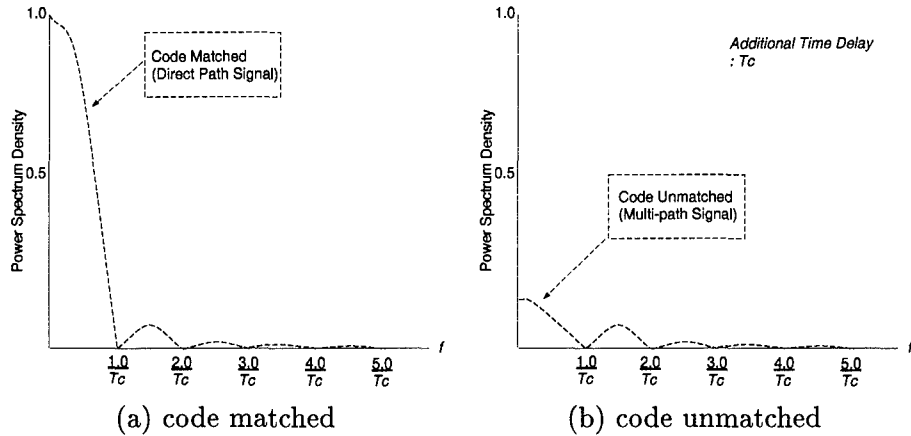 1.0
Code Matched
(Direct Path Signal)
Power Spectrum Density
0.5
f
1.0 2.0 3.0 4.0 5.0
Tc Tc Tc Tc Tc
(a) code matched
1.0
Additional Time Delay
: Tc
Power Spectrum Density
0.5
Code Unmatched
(Multi-path Signal)
f
1.0 2.0 3.0 4.0 5.0
Tc Tc Tc Tc Tc
(b) code unmatched